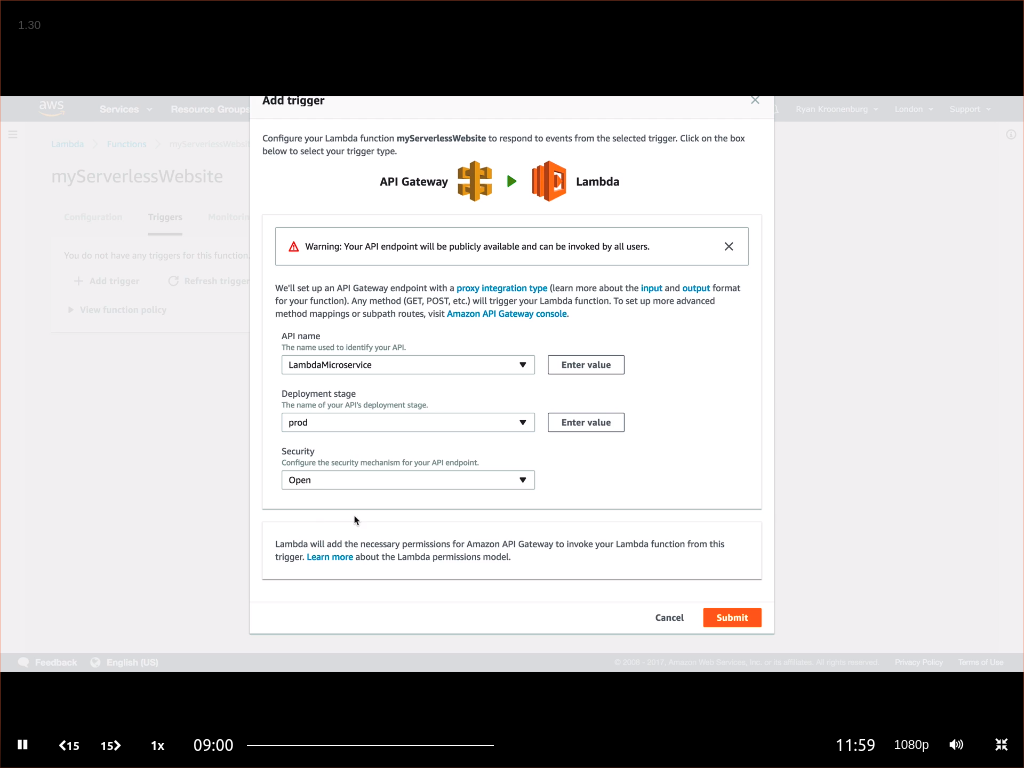 1.30
Add trigger
aws
Services
Resource Groups
Ryan Kroonenburg
London
Support
Configure your Lambda function myServerlessWebsite to respond to events from the selected trigger. Click on the box
below to select your trigger type.
Lambda
Functions
myServerlessWebsite
API Gateway
Lambda
Configuration
Triggers
Monitoring
You do not have any triggers for this function.
Add trigger
Refresh triggers
View function policy
Warning: Your API endpoint will be publicly available and can be invoked by all users.
We'll set up an API Gateway endpoint with a proxy integration type (learn more about the input and output format
for your function). Any method (GET, POST, etc.) will trigger your Lambda function. To set up more advanced
method mappings or subpath routes, visit Amazon API Gateway console.
API name
The name used to identify your API.
LambdaMicroservice
Enter value
Deployment stage
The name of your API's deployment stage.
prod
Enter value
Security
Configure the security mechanism for your API endpoint.
Open
Lambda will add the necessary permissions for Amazon API Gateway to invoke your Lambda function from this
trigger. Learn more about the Lambda permissions model.
Cancel
Submit
Feedback
English (US)
© 2008 - 2017, Amazon Web Services, Inc. or its affiliates. All rights reserved.
Privacy Policy
Terms of Use
15
15
1x
09:00
11:59
1080p